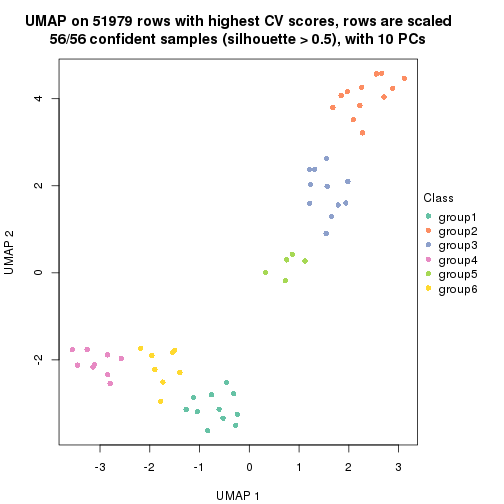 UMAP on 51979 rows with highest CV scores, rows are scaled
56/56 confident samples (silhouette > 0.5), with 10 PCs
4
2
0
-2
UMAP 2
-3
-2
-1
0
1
2
3
UMAP 1
Class
group1
group2
group3
group4
group5
group6